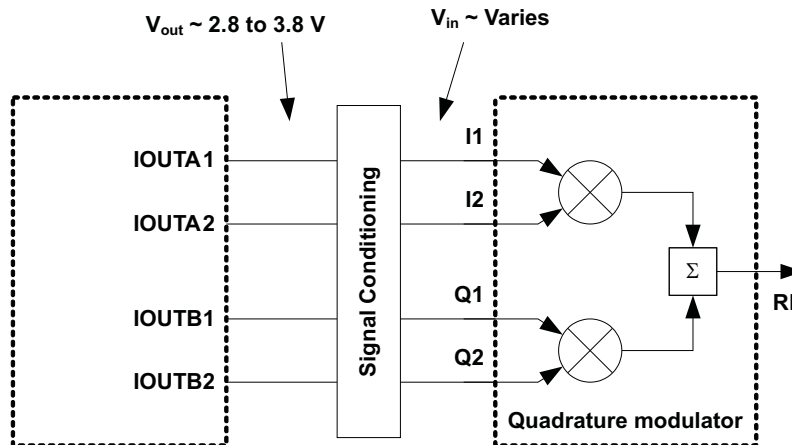 Vout ~ 2.8 to 3.8 V
Vin ~ Varies
IOUTA1
IOUTA2
IOUTB1
IOUTB2
Signal Conditioning
I1
I2
Q1
Q2
Σ
Quadrature modulator